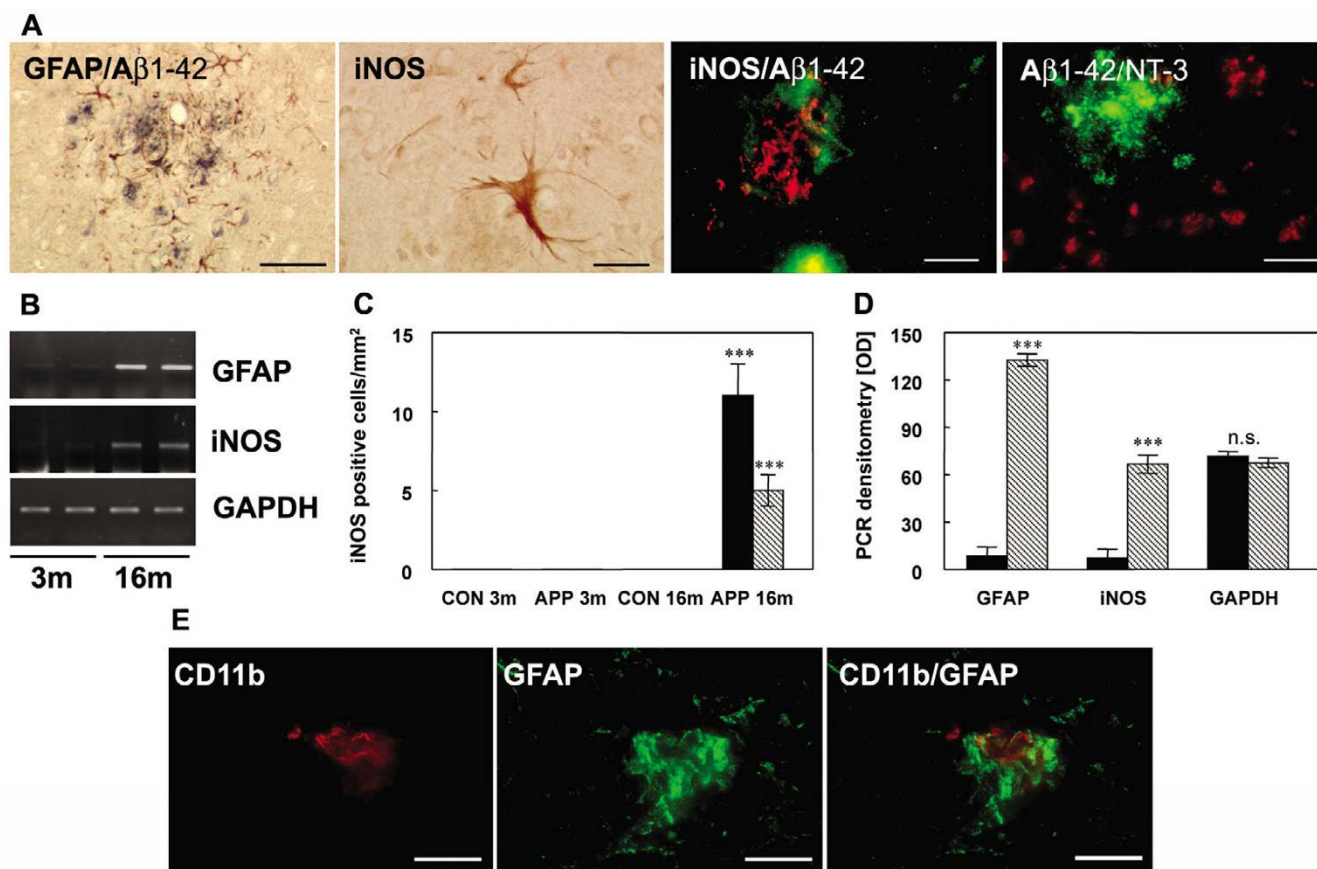 A
GFAP/Aβ1-42
iNOS
iNOS/Aβ1-42
Aβ1-42/NT-3
B
GFAP
iNOS
GAPDH
3m 16m
C
iNOS positive cells/mm²
15
10
5
0
***
***
CON 3m APP 3m CON 16m APP 16m
D
PCR densitometry [OD]
150
120
90
60
30
0
***
***
n.s.
GFAP iNOS GAPDH
E
CD11b
GFAP
CD11b/GFAP